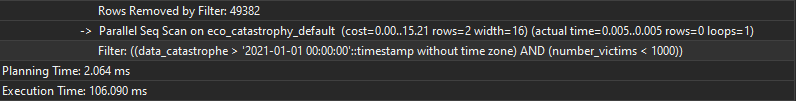 Rows Removed by Filter: 49382
-> Parallel Seq Scan on eco_catastrophy_default (cost=0.00..15.21 rows=2 width=16) (actual time=0.005..0.005 rows=0 loops=1)
Filter: ((data_catastrophe > '2021-01-01 00:00:00'::timestamp without time zone) AND (number_victims < 1000))
Planning Time: 2.064 ms
Execution Time: 106.090 ms